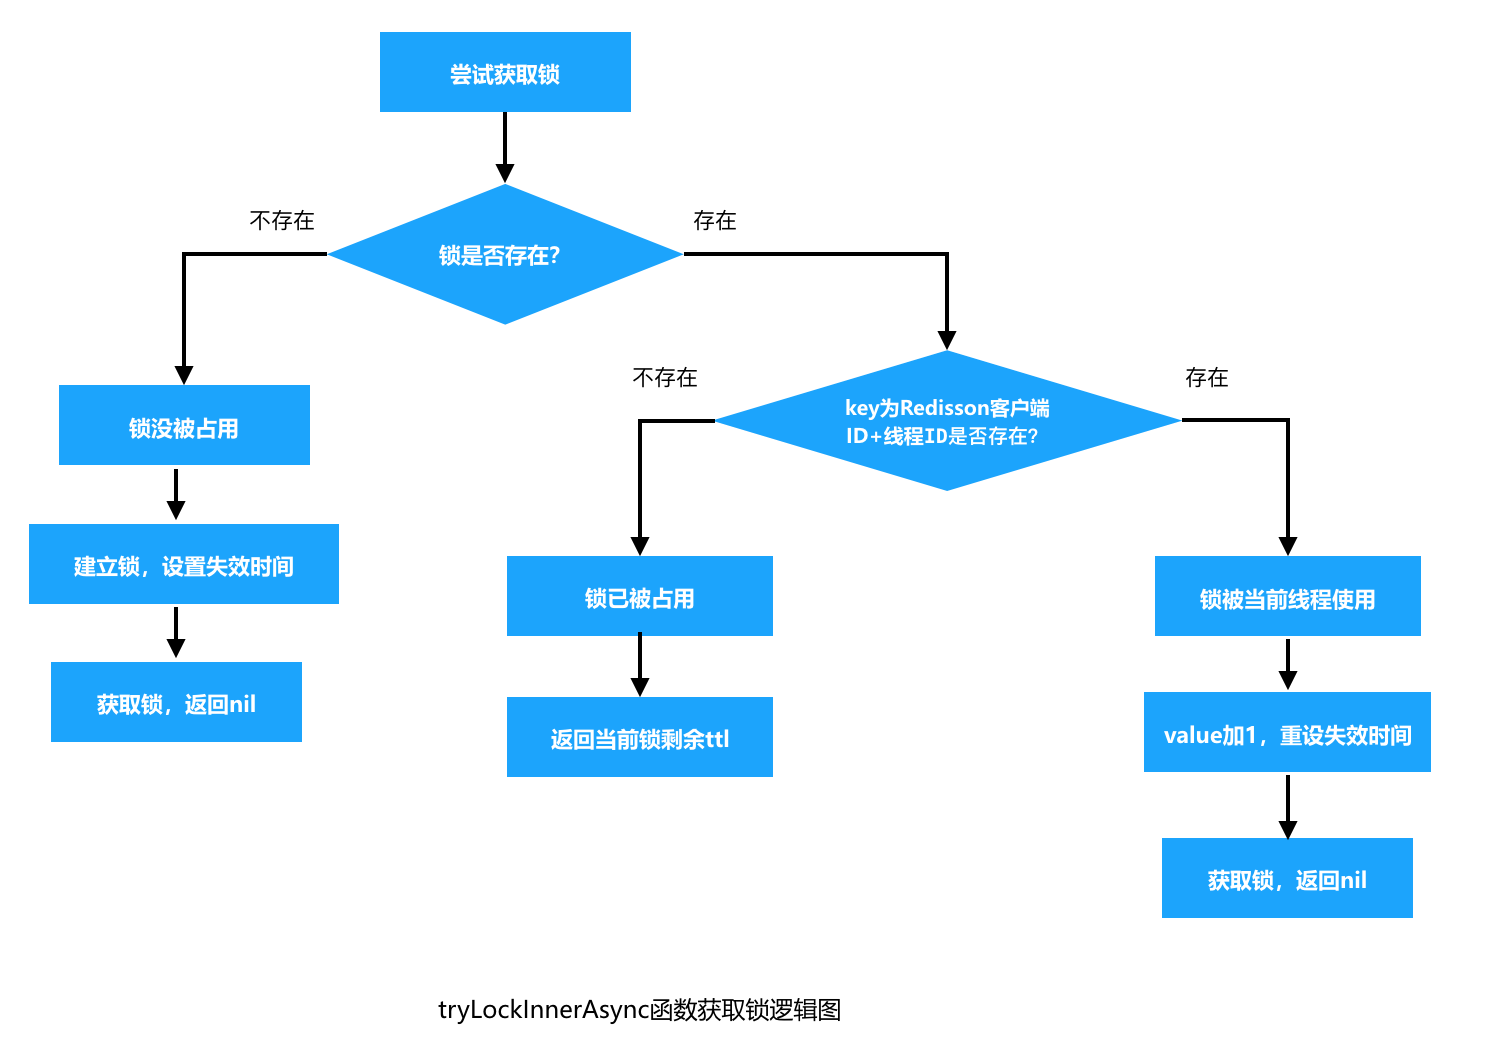 尝试获取锁
不存在
存在
锁是否存在？
不存在
存在
key为Redisson客户端
ID+线程ID是否存在？
锁没被占用
建立锁，设置失效时间
获取锁，返回nil
锁已被占用
返回当前锁剩余ttl
锁被当前线程使用
value加1，重设失效时间
获取锁，返回nil
tryLockInnerAsync函数获取锁逻辑图